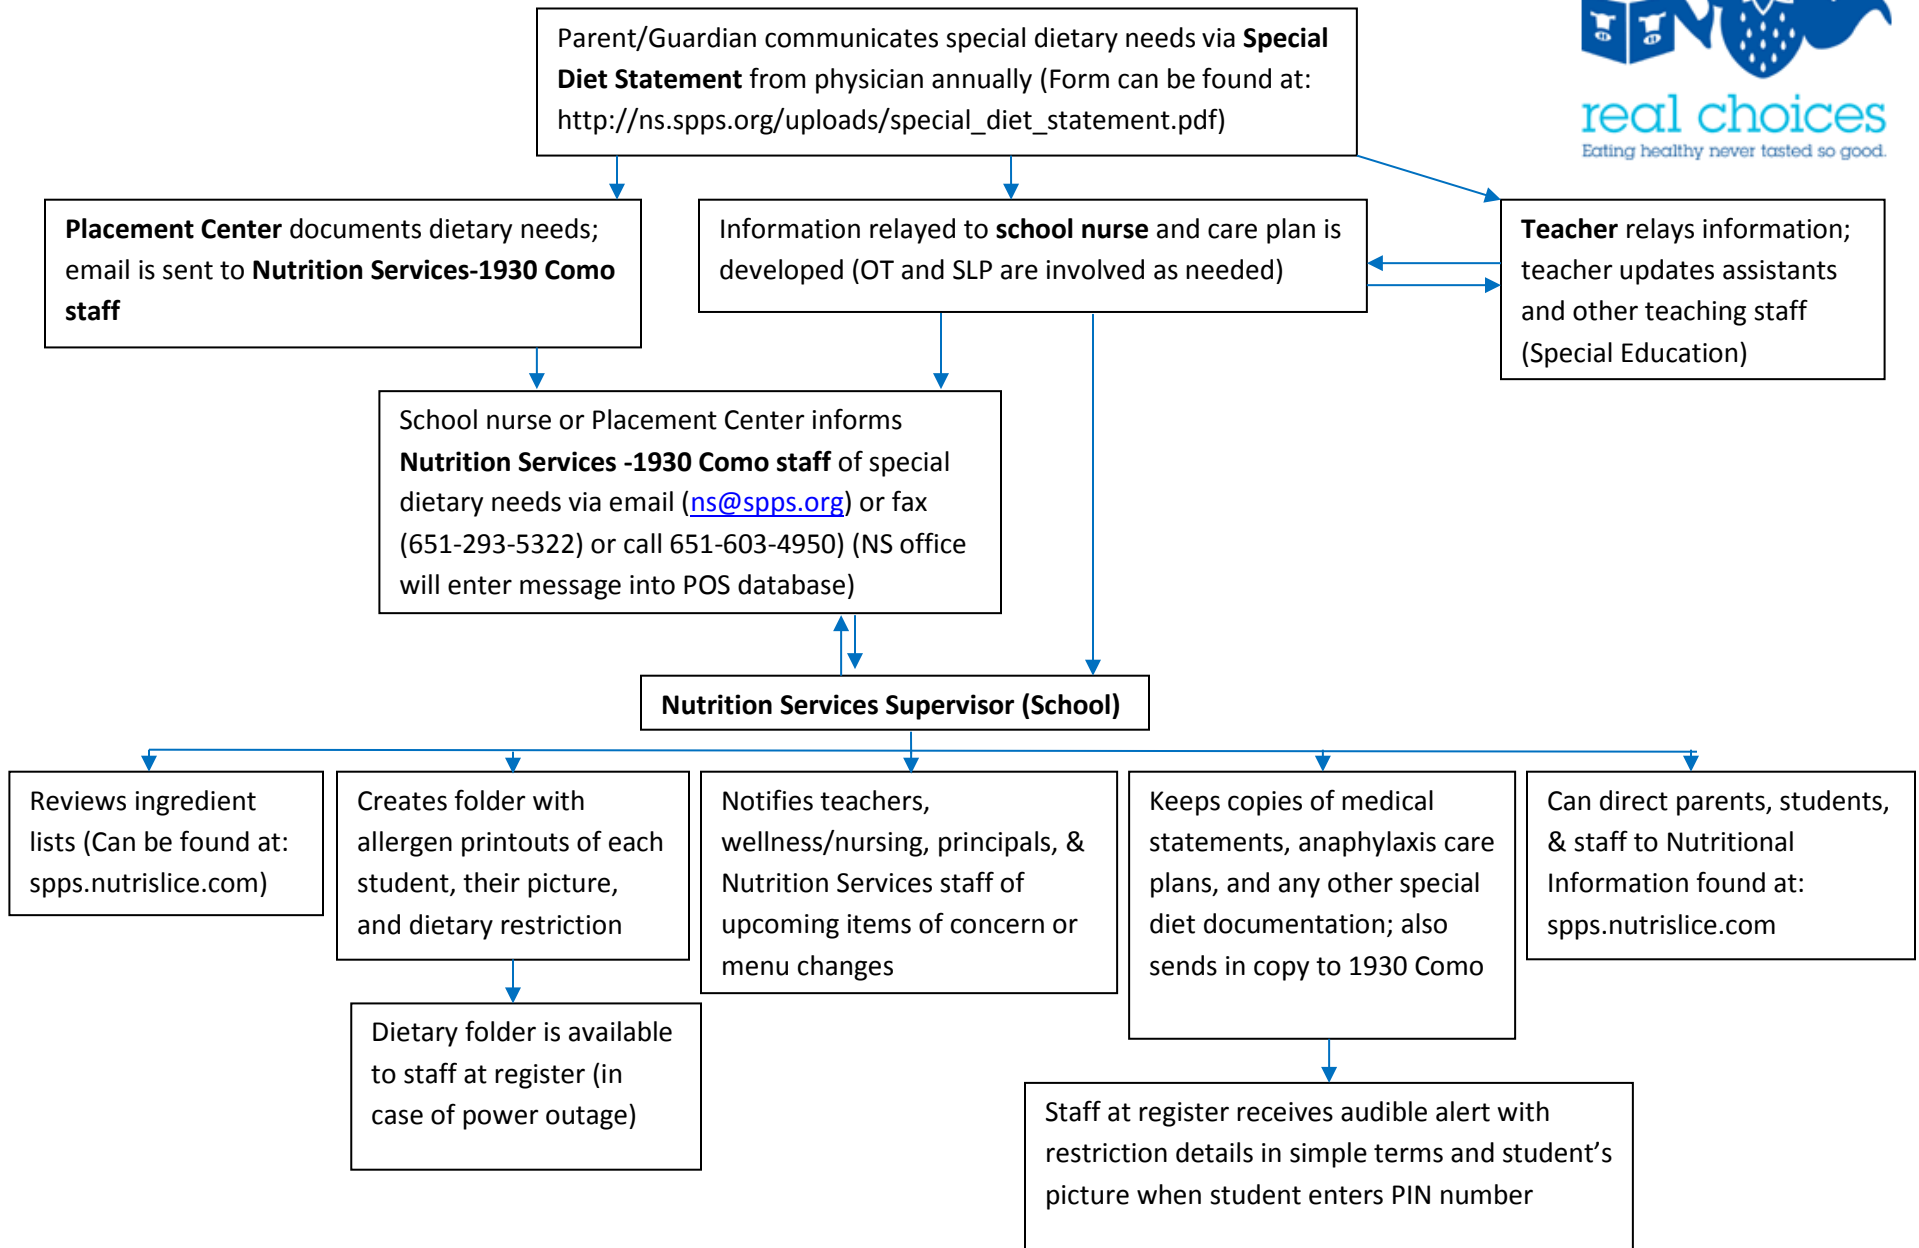 Parent/Guardian communicates special dietary needs via Special
Diet Statement from physician annually (Form can be found at:
http://ns.spps.org/uploads/special_diet_statement.pdf)
real choices
Eating healthy never tasted so good.
Placement Center documents dietary needs;
email is sent to Nutrition Services-1930 Como
staff
Information relayed to school nurse and care plan is
developed (OT and SLP are involved as needed)
Teacher relays information;
teacher updates assistants
and other teaching staff
(Special Education)
School nurse or Placement Center informs
Nutrition Services -1930 Como staff of special
dietary needs via email (ns@spps.org) or fax
(651-293-5322) or call 651-603-4950) (NS office
will enter message into POS database)
Nutrition Services Supervisor (School)
Reviews ingredient
lists (Can be found at:
spps.nutrislice.com)
Creates folder with
allergen printouts of each
student, their picture,
and dietary restriction
Notifies teachers,
wellness/nursing, principals, &
Nutrition Services staff of
upcoming items of concern or
menu changes
Keeps copies of medical
statements, anaphylaxis care
plans, and any other special
diet documentation; also
sends in copy to 1930 Como
Can direct parents, students,
& staff to Nutritional
Information found at:
spps.nutrislice.com
Dietary folder is available
to staff at register (in
case of power outage)
Staff at register receives audible alert with
restriction details in simple terms and student’s
picture when student enters PIN number